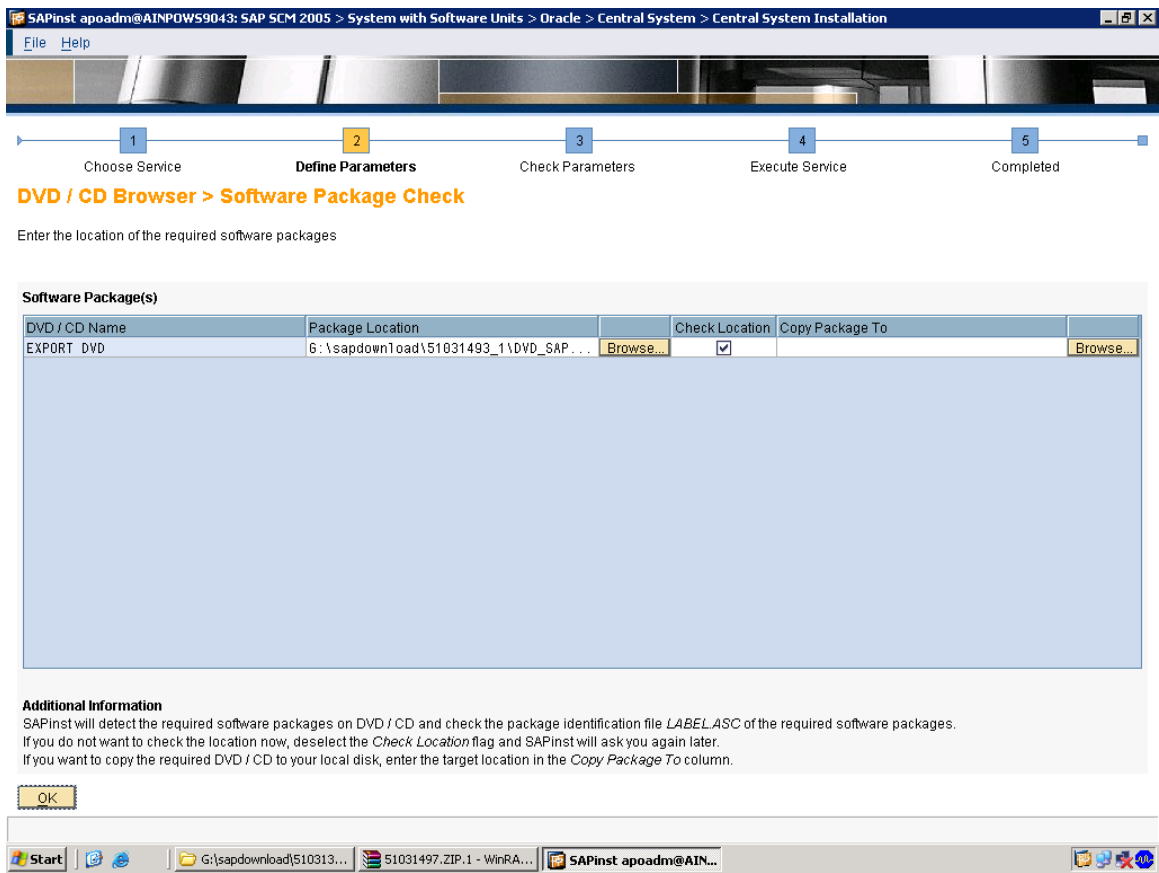 SAPinst apoadm@AINPOWS9043: SAP SCM 2005 > System with Software Units > Oracle > Central System > Central System Installation
File Help
1 2 3 4 5
Choose Service Define Parameters Check Parameters Execute Service Completed
DVD / CD Browser > Software Package Check
Enter the location of the required software packages
Software Package(s)
DVD / CD Name Package Location Check Location Copy Package To
EXPORT DVD G:\sapdownload\51031493_1\DVD_SAP... Browse... Browse...
Additional Information
SAPinst will detect the required software packages on DVD / CD and check the package identification file LABEL.ASC of the required software packages.
If you do not want to check the location now, deselect the Check Location flag and SAPinst will ask you again later.
If you want to copy the required DVD / CD to your local disk, enter the target location in the Copy Package To column.
OK
Start G:\sapdownload\510313... 51031497.ZIP.1 - WinRA... SAPinst apoadm@AIN...